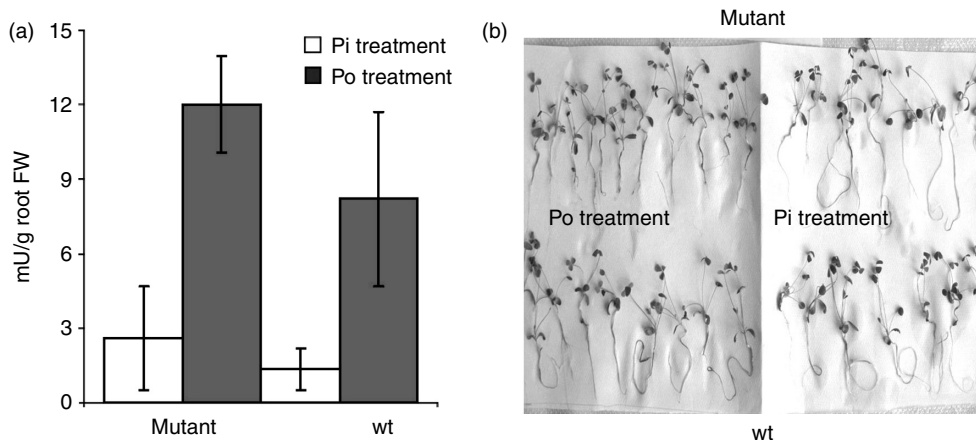 (a)
15
12
9
6
3
0
mU/g root FW
Pi treatment
Po treatment
Mutant
wt
(b)
Mutant
Po treatment
Pi treatment
wt